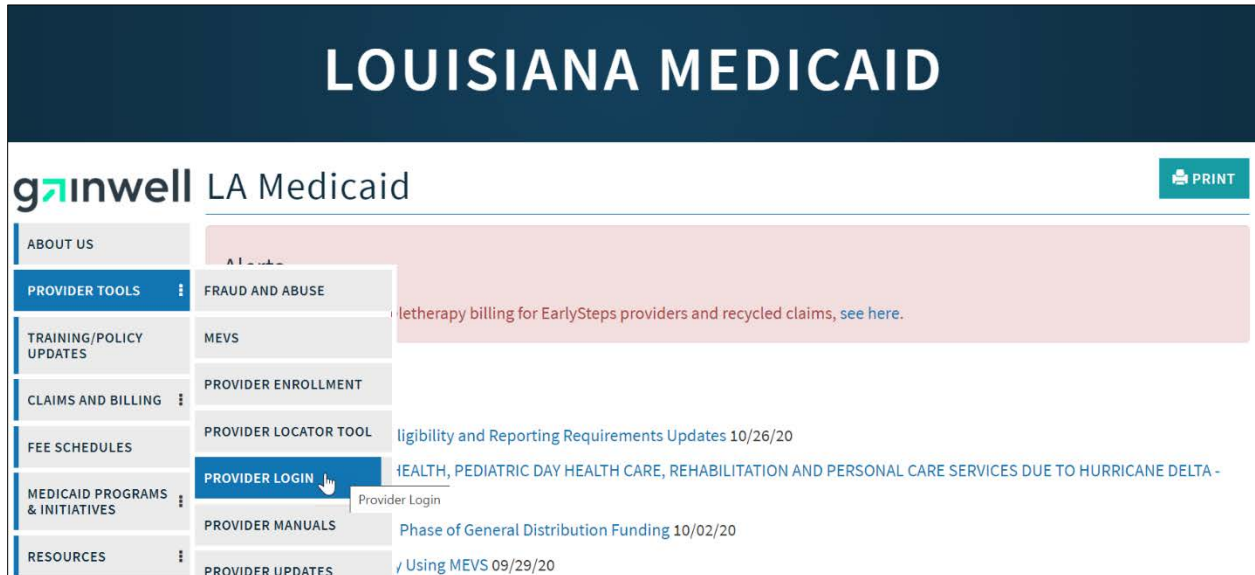 LOUISIANA MEDICAID
gainwell LA Medicaid
PRINT
ABOUT US
PROVIDER TOOLS
TRAINING/POLICY
UPDATES
CLAIMS AND BILLING
FEE SCHEDULES
MEDICAID PROGRAMS
& INITIATIVES
RESOURCES
FRAUD AND ABUSE
MEVS
PROVIDER ENROLLMENT
PROVIDER LOCATOR TOOL
PROVIDER LOGIN
Provider Login
PROVIDER MANUALS
PROVIDER UPDATES
Alerts
letherapy billing for EarlySteps providers and recycled claims, see here.
ligibility and Reporting Requirements Updates 10/26/20
HEALTH, PEDIATRIC DAY HEALTH CARE, REHABILITATION AND PERSONAL CARE SERVICES DUE TO HURRICANE DELTA -
Phase of General Distribution Funding 10/02/20
y Using MEVS 09/29/20